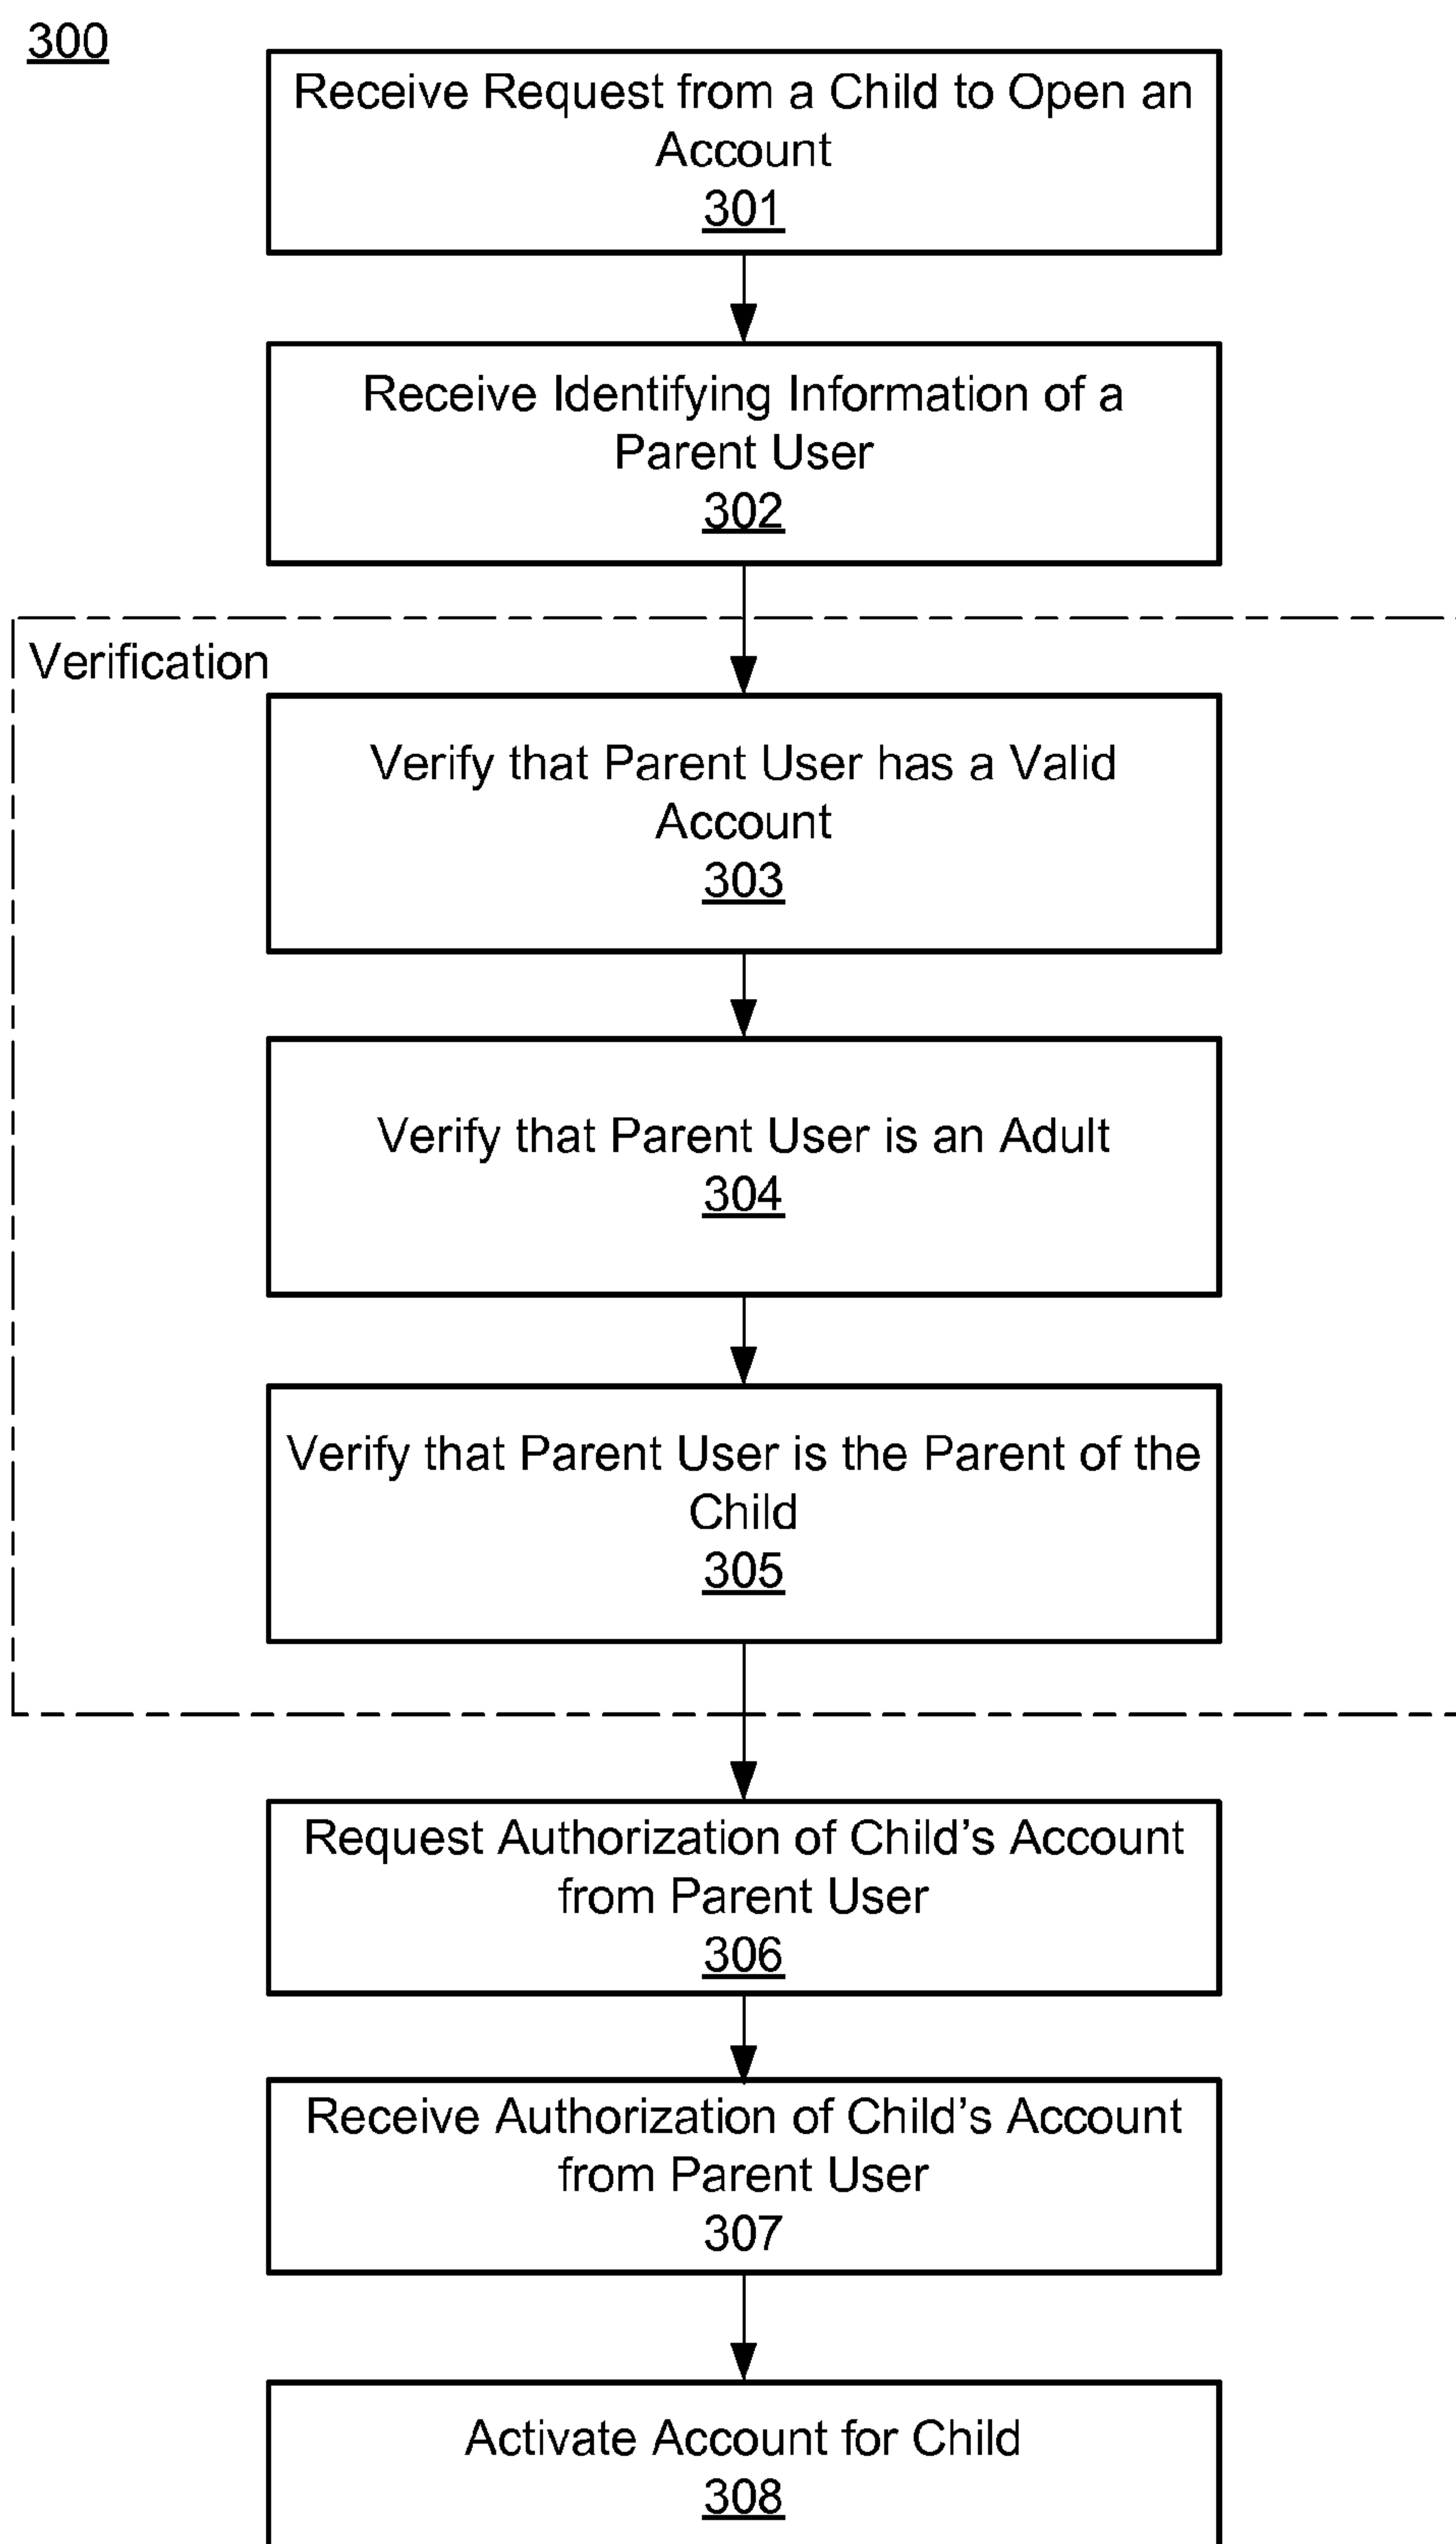 300
Receive Request from a Child to Open an
Account
301
Receive Identifying Information of a
Parent User
302
Verification
Verify that Parent User has a Valid
Account
303
Verify that Parent User is an Adult
304
Verify that Parent User is the Parent of the
Child
305
Request Authorization of Child’s Account
from Parent User
306
Receive Authorization of Child’s Account
from Parent User
307
Activate Account for Child
308